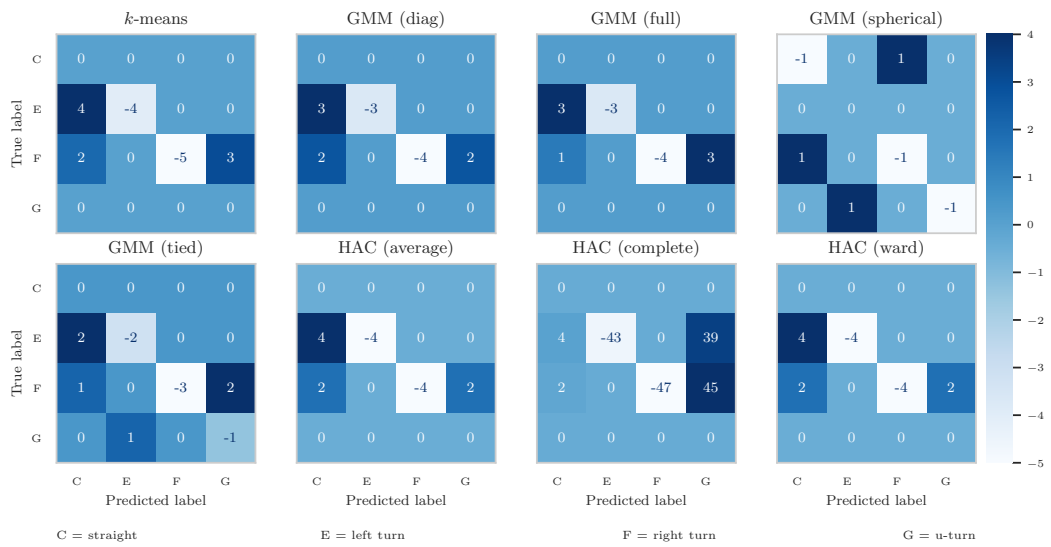 k-means GMM (diag) GMM (full) GMM (spherical)
C 0 0 0 0 0 0 0 0 0 0 0 0 -1 0 1 0 4
E 4 -4 0 0 3 -3 0 0 3 -3 0 0 0 0 0 0 3
True label
F 2 0 -5 3 2 0 -4 2 1 0 -4 3 1 0 -1 0 2
G 0 0 0 0 0 0 0 0 0 0 0 0 0 1 0 -1 1
GMM (tied) HAC (average) HAC (complete) HAC (ward) 0
C 0 0 0 0 0 0 0 0 0 0 0 0 0 0 0 0 −1
E 2 -2 0 0 4 -4 0 0 4 -43 0 39 4 -4 0 0 −2
True label
F 1 0 -3 2 2 0 -4 2 2 0 -47 45 2 0 -4 2 −3
G 0 1 0 -1 0 0 0 0 0 0 0 0 0 0 0 0 −4
−5
C E F G C E F G C E F G C E F G
Predicted label Predicted label Predicted label Predicted label
C = straight E = left turn F = right turn G = u-turn